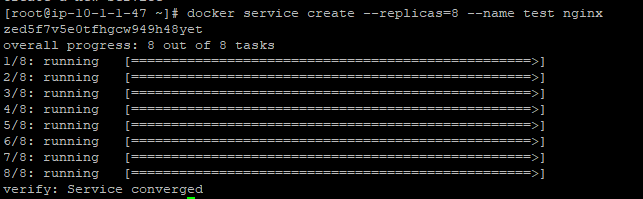 [root@ip-10-1-1-47 ~]# docker service create --replicas=8 --name test nginx
zed5f7v5e0tfhgcw949h48yet
overall progress: 8 out of 8 tasks
1/8: running   [==================================================>]
2/8: running   [==================================================>]
3/8: running   [==================================================>]
4/8: running   [==================================================>]
5/8: running   [==================================================>]
6/8: running   [==================================================>]
7/8: running   [==================================================>]
8/8: running   [==================================================>]
verify: Service converged